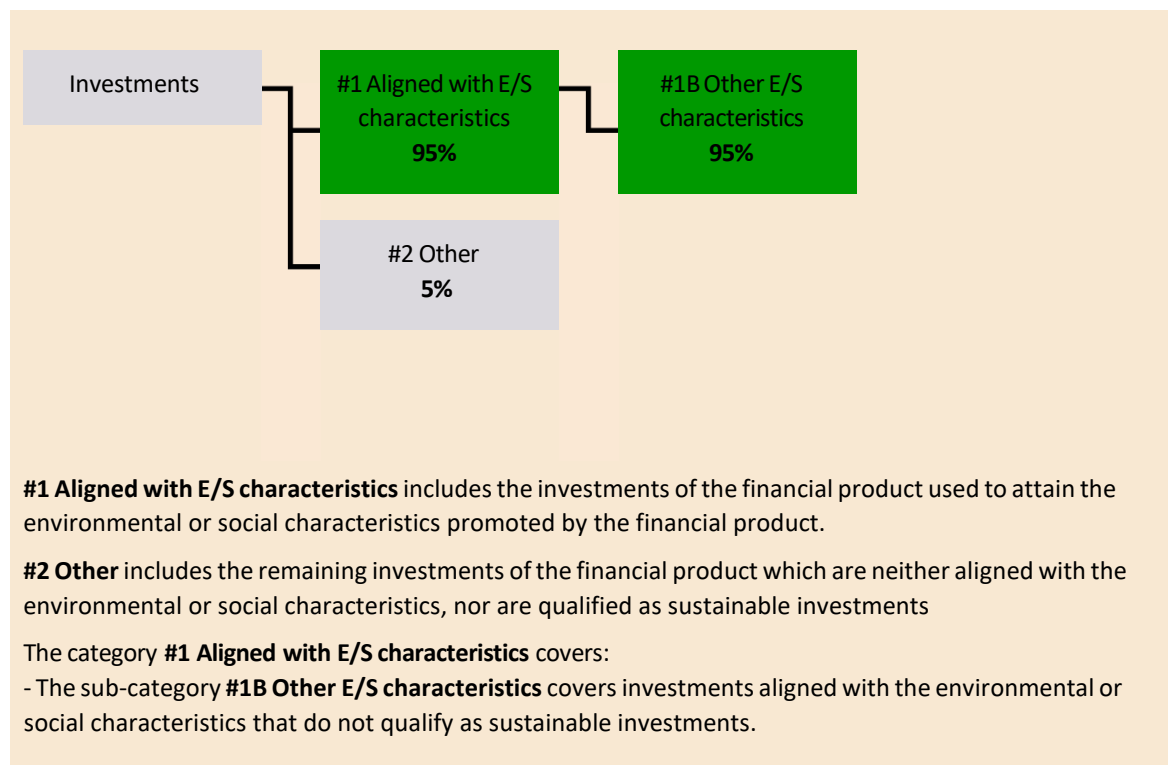 Investments
#1 Aligned with E/S
characteristics
95%
#1B Other E/S
characteristics
95%
#2 Other
5%
#1 Aligned with E/S characteristics includes the investments of the financial product used to attain the
environmental or social characteristics promoted by the financial product.
#2 Other includes the remaining investments of the financial product which are neither aligned with the
environmental or social characteristics, nor are qualified as sustainable investments
The category #1 Aligned with E/S characteristics covers:
- The sub-category #1B Other E/S characteristics covers investments aligned with the environmental or
social characteristics that do not qualify as sustainable investments.